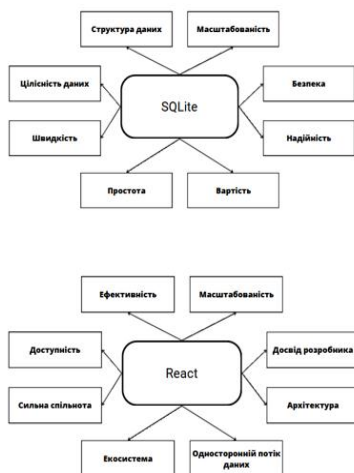 Структура даних
Масштабованість
Цілісність даних
Безпека
SQLite
Швидкість
Надійність
Простота
Вартість
Ефективність
Масштабованість
Доступність
Досвід розробника
React
Сильна спільнота
Архітектура
Екосистема
Односторонній потік
даних